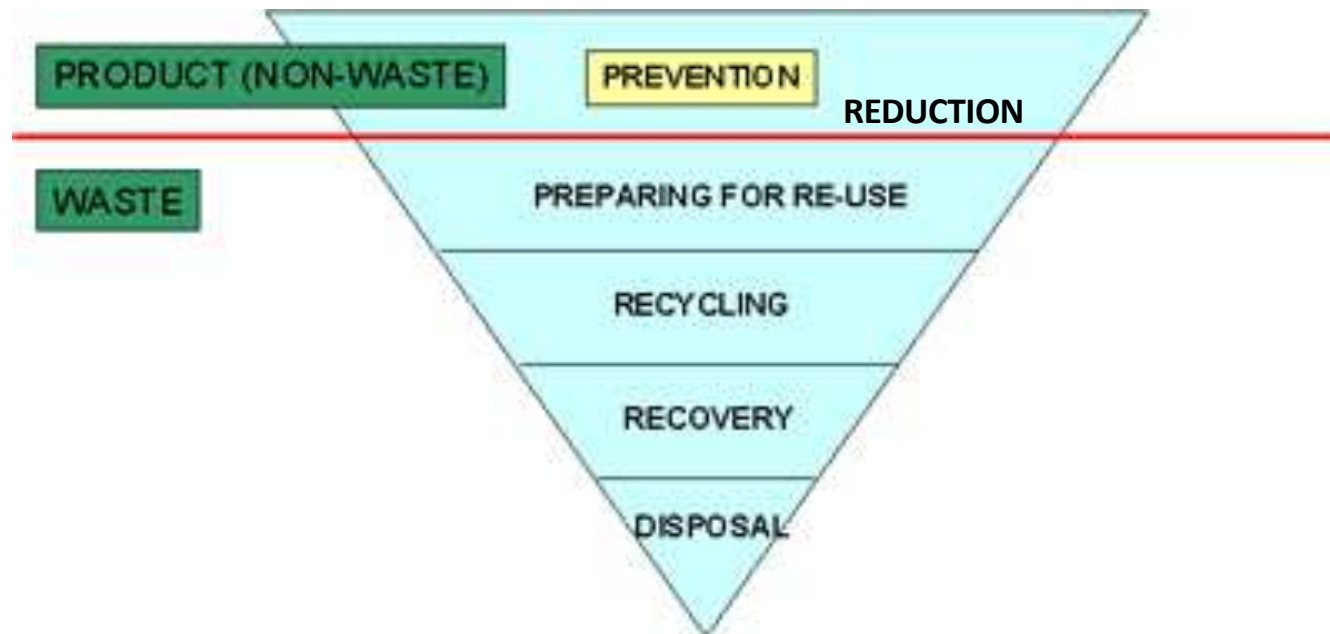 PRODUCT (NON-WASTE)
PREVENTION
REDUCTION
WASTE
PREPARING FOR RE-USE
RECYCLING
RECOVERY
DISPOSAL